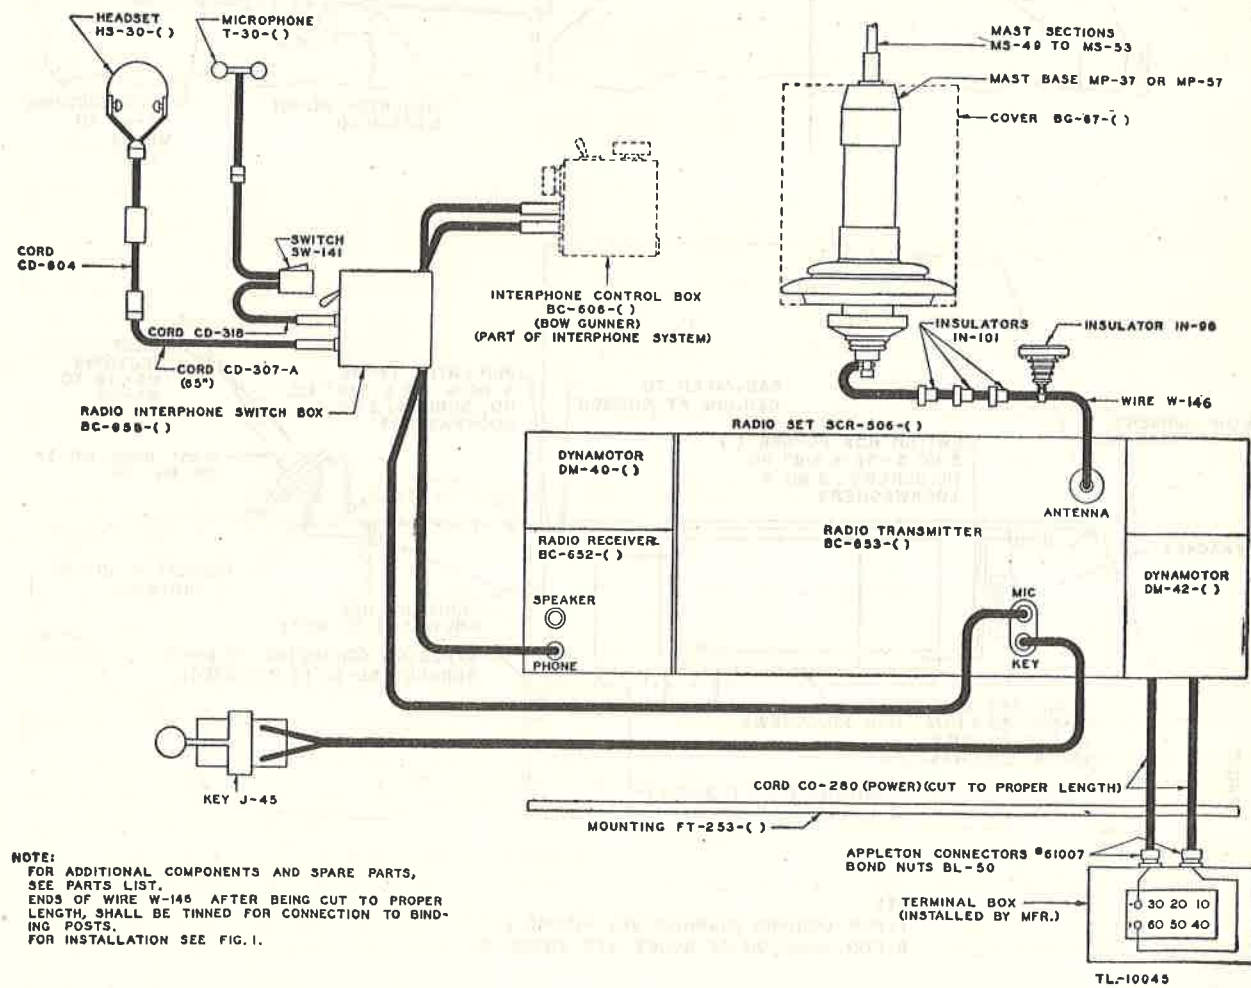 HEADSET
HS-30-( )
MICROPHONE
T-30-( )
MAST SECTIONS
MS-49 TO MS-53
MAST BASE MP-37 OR MP-57
COVER BG-67-( )
SWITCH
SW-141
CORD
CD-604
INTERPHONE CONTROL BOX
BC-606-( )
(BOW GUNNER)
(PART OF INTERPHONE SYSTEM)
INSULATORS
IN-101
INSULATOR IN-96
CORD CD-318
CORD CD-307-A
(65")
WIRE W-146
RADIO INTERPHONE SWITCH BOX
BC-658-( )
RADIO SET SCR-506-( )
DYNAMOTOR
DM-40-( )
ANTENNA
RADIO TRANSMITTER
BC-653-( )
RADIO RECEIVER
BC-652-( )
DYNAMOTOR
DM-42-( )
SPEAKER
MIC
PHONE
KEY
CORD CO-280 (POWER)(CUT TO PROPER LENGTH)
KEY J-45
MOUNTING FT-253-( )
NOTE:
FOR ADDITIONAL COMPONENTS AND SPARE PARTS,
SEE PARTS LIST.
ENDS OF WIRE W-146 AFTER BEING CUT TO PROPER
LENGTH, SHALL BE TINNED FOR CONNECTION TO BIND-
ING POSTS.
FOR INSTALLATION SEE FIG. 1.
APPLETON CONNECTORS #61007
BOND NUTS BL-50
TERMINAL BOX
(INSTALLED BY MFR.)
30 20 10
60 50 40
TL-10045